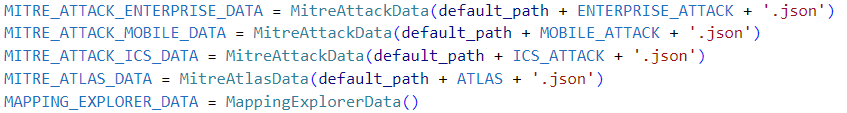 MITRE_ATTACK_ENTERPRISE_DATA = MitreAttackData(default_path + ENTERPRISE_ATTACK + '.json')
MITRE_ATTACK_MOBILE_DATA = MitreAttackData(default_path + MOBILE_ATTACK + '.json')
MITRE_ATTACK_ICS_DATA = MitreAttackData(default_path + ICS_ATTACK + '.json')
MITRE_ATLAS_DATA = MitreAtlasData(default_path + ATLAS + '.json')
MAPPING_EXPLORER_DATA = MappingExplorerData()